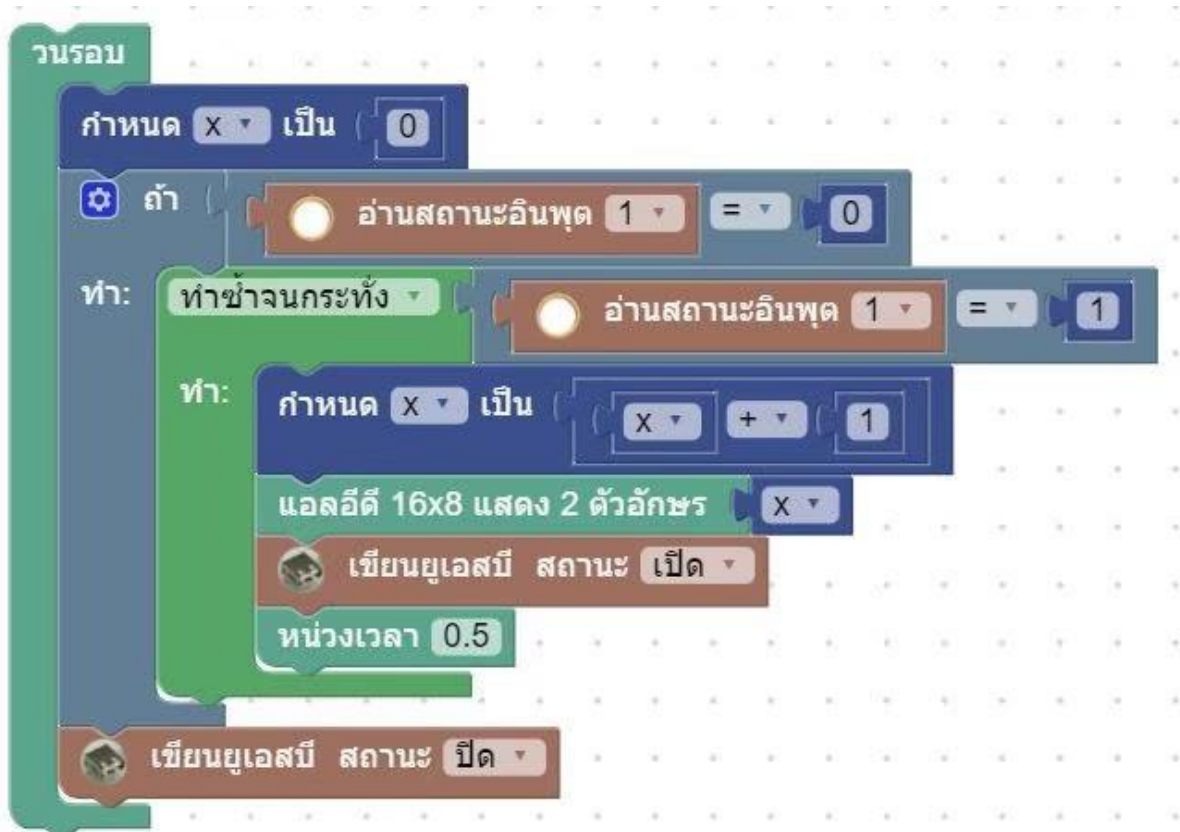 วนรอบ
กำหนด x เป็น 0
ถ้า อ่านสถานะอินพุต 1 = 0
ทำ: ทำซ้ำจนกระทั่ง อ่านสถานะอินพุต 1 = 1
ทำ: กำหนด x เป็น x + 1
แอลอีดี 16x8 แสดง 2 ตัวอักษร x
เขียนยูเอสบี สถานะ เปิด
หน่วงเวลา 0.5
เขียนยูเอสบี สถานะ ปิด